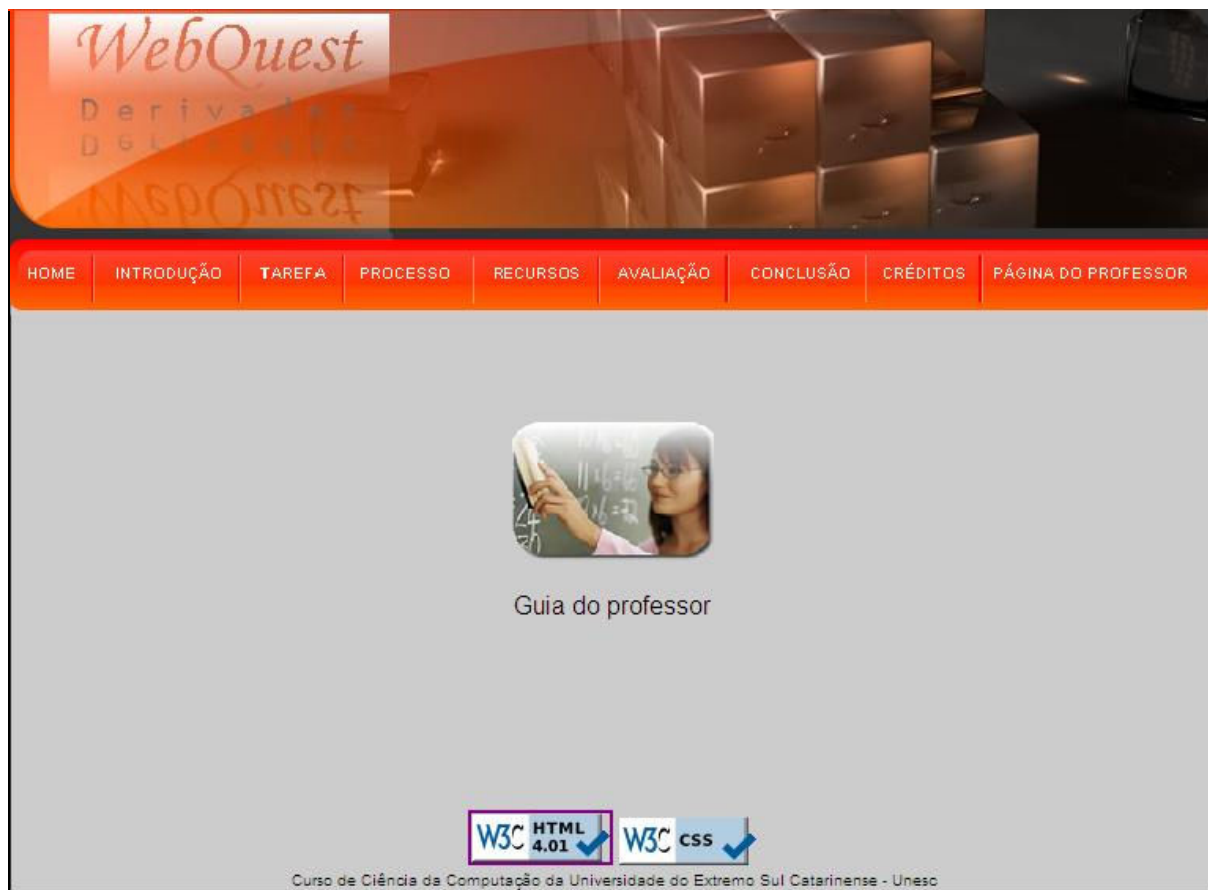 WebQuest
Derivadas
HOME INTRODUÇÃO TAREFA PROCESSO RECURSOS AVALIAÇÃO CONCLUSÃO CRÉDITOS PÁGINA DO PROFESSOR
Guia do professor
W3C HTML 4.01 W3C CSS
Curso de Ciência da Computação da Universidade do Extremo Sul Catarinense - Unesc